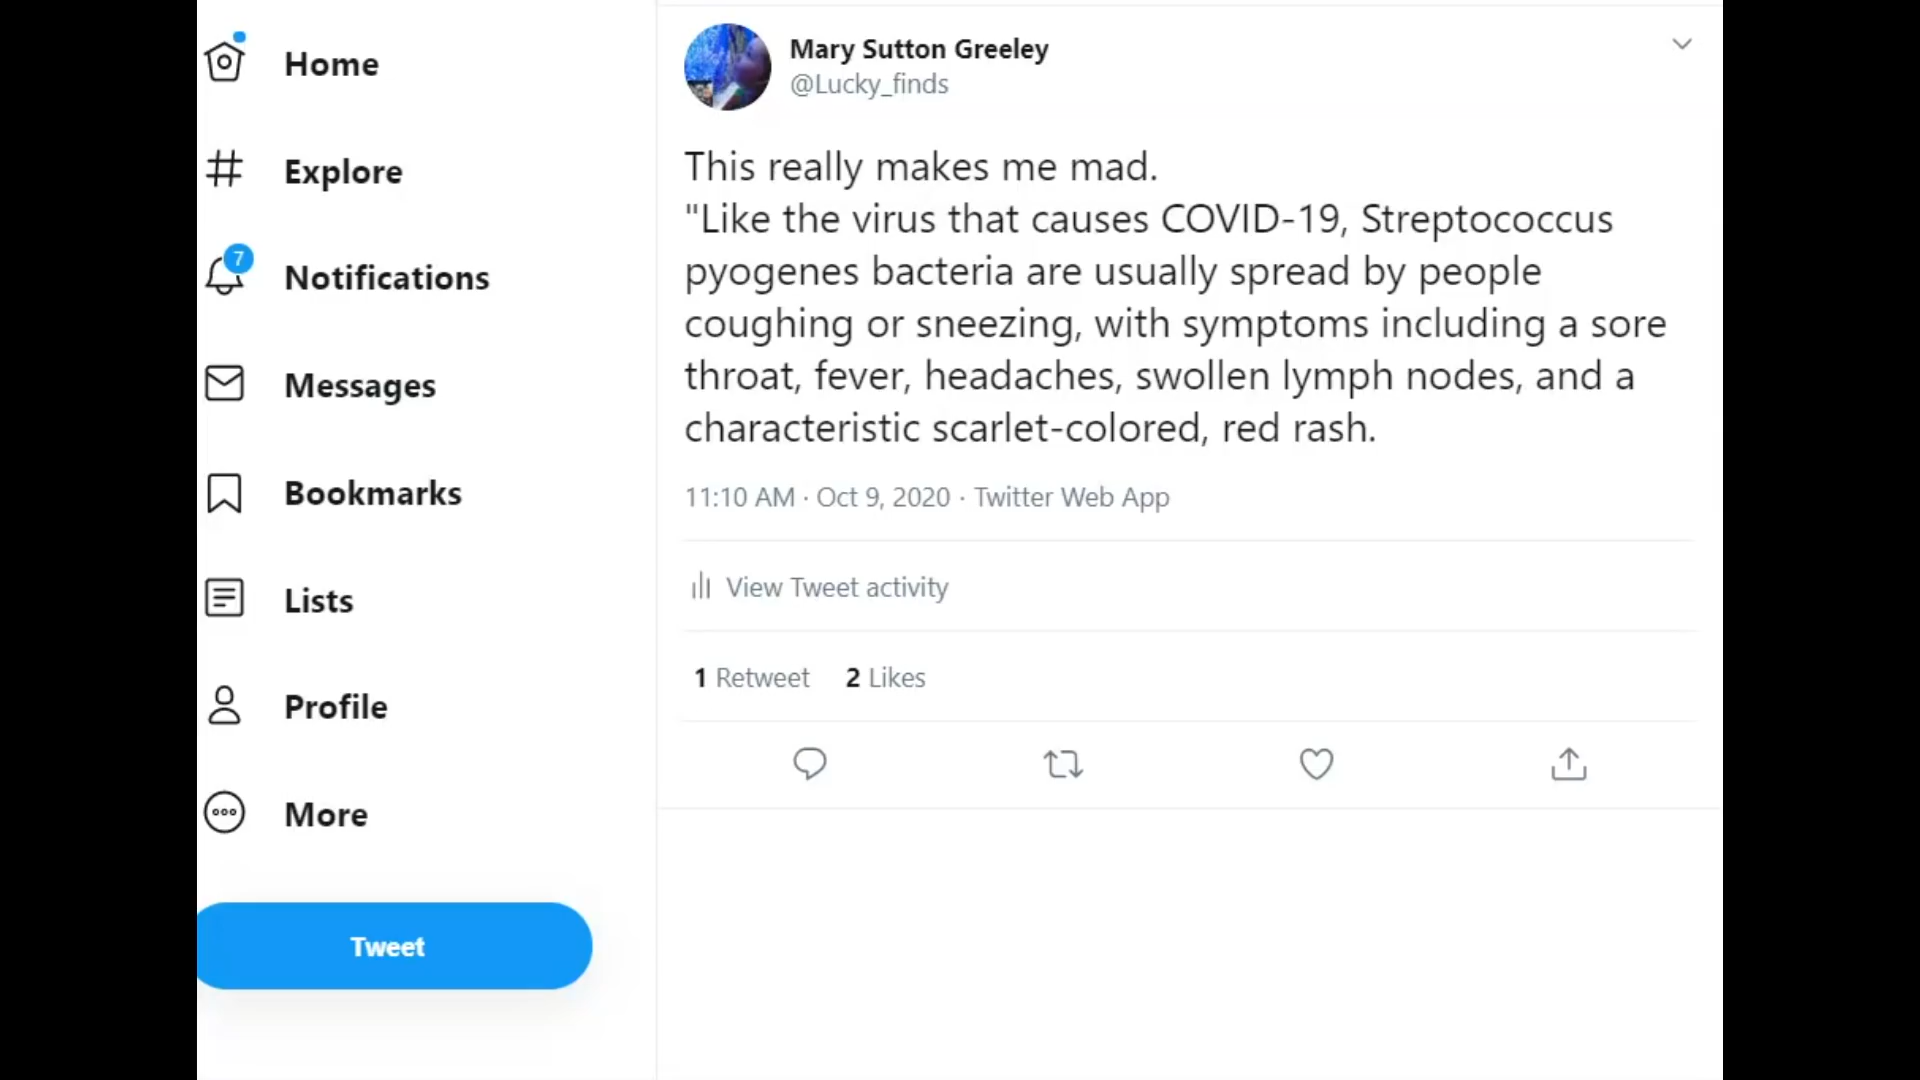 Home
Explore
7
Notifications
Messages
Bookmarks
Lists
Profile
More
Tweet
Mary Sutton Greeley
@Lucky_finds
This really makes me mad.
"Like the virus that causes COVID-19, Streptococcus
pyogenes bacteria are usually spread by people
coughing or sneezing, with symptoms including a sore
throat, fever, headaches, swollen lymph nodes, and a
characteristic scarlet-colored, red rash.
11:10 AM · Oct 9, 2020 · Twitter Web App
View Tweet activity
1 Retweet 2 Likes